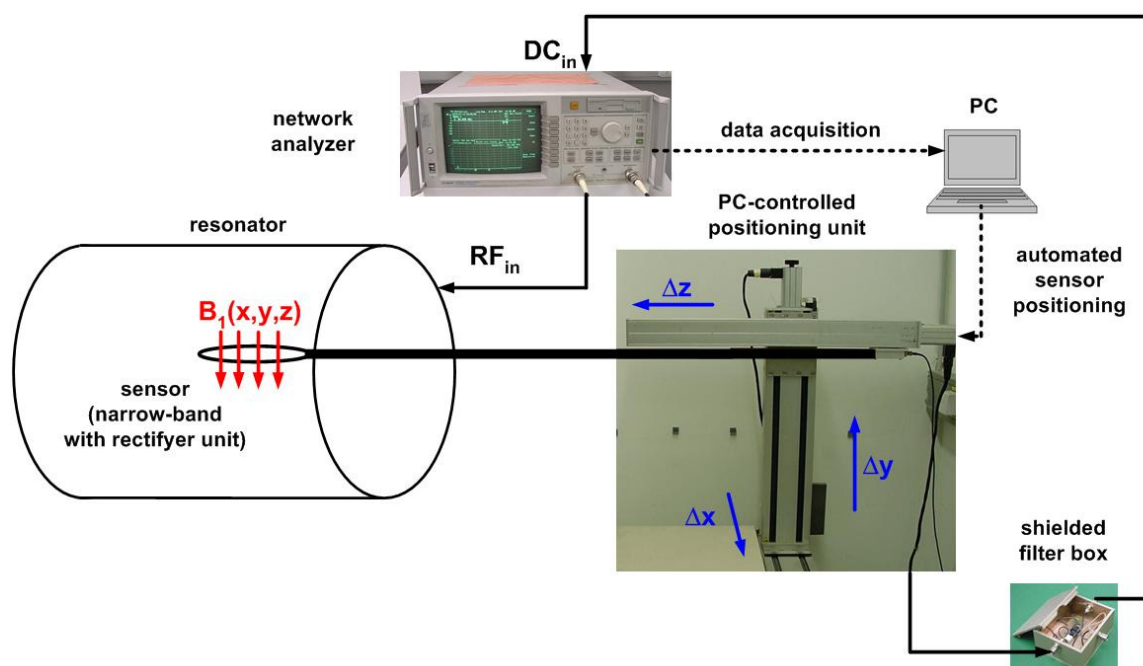 DCin
network
analyzer
data acquisition
PC
PC-controlled
positioning unit
resonator
RFin
automated
sensor
positioning
Δz
B1(x,y,z)
sensor
(narrow-band
with rectifyer unit)
Δy
Δx
shielded
filter box